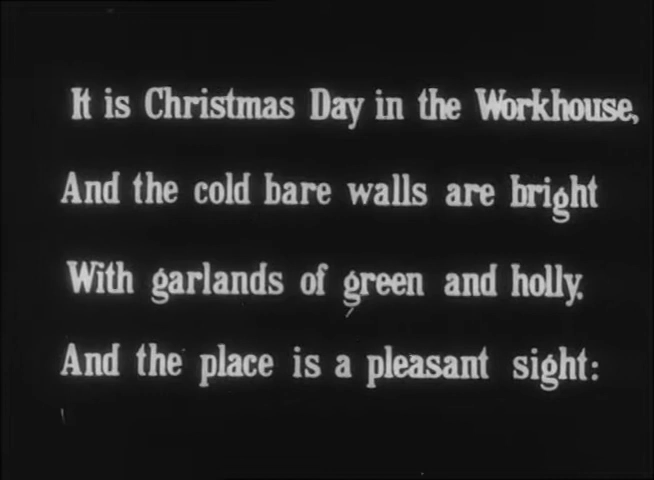 It is Christmas Day in the Workhouse,
And the cold bare walls are bright
With garlands of green and holly.
And the place is a pleasant sight: